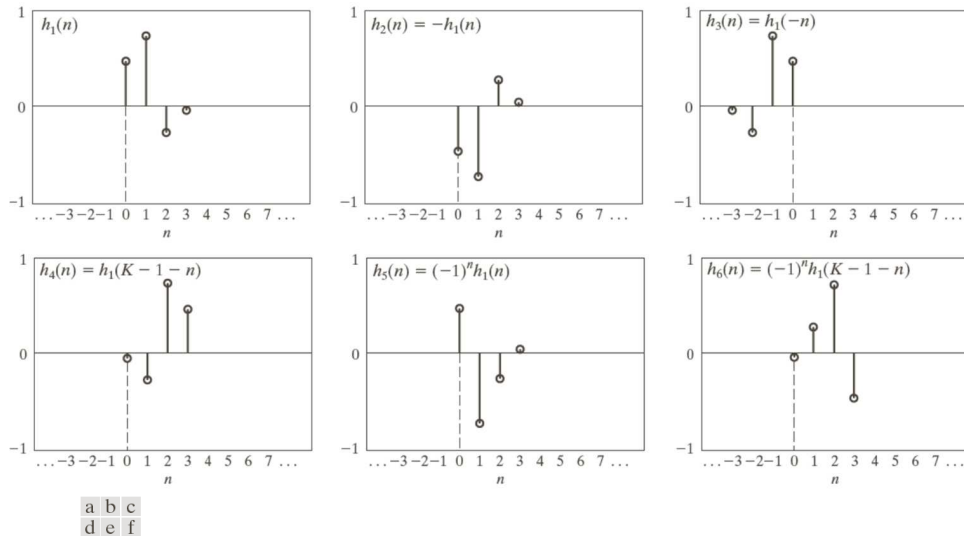 1
h₁(n)
0
−1
...−3 −2−1 0 1 2 3 4 5 6 7 ...
n
1
h₂(n) = −h₁(n)
0
−1
...−3 −2−1 0 1 2 3 4 5 6 7 ...
n
1
h₃(n) = h₁(−n)
0
−1
...−3 −2−1 0 1 2 3 4 5 6 7 ...
n
1
h₄(n) = h₁(K − 1 − n)
0
−1
...−3 −2−1 0 1 2 3 4 5 6 7 ...
n
1
h₅(n) = (−1)ⁿh₁(n)
0
−1
...−3 −2−1 0 1 2 3 4 5 6 7 ...
n
1
h₆(n) = (−1)ⁿh₁(K − 1 − n)
0
−1
...−3 −2−1 0 1 2 3 4 5 6 7 ...
n
a b c
d e f